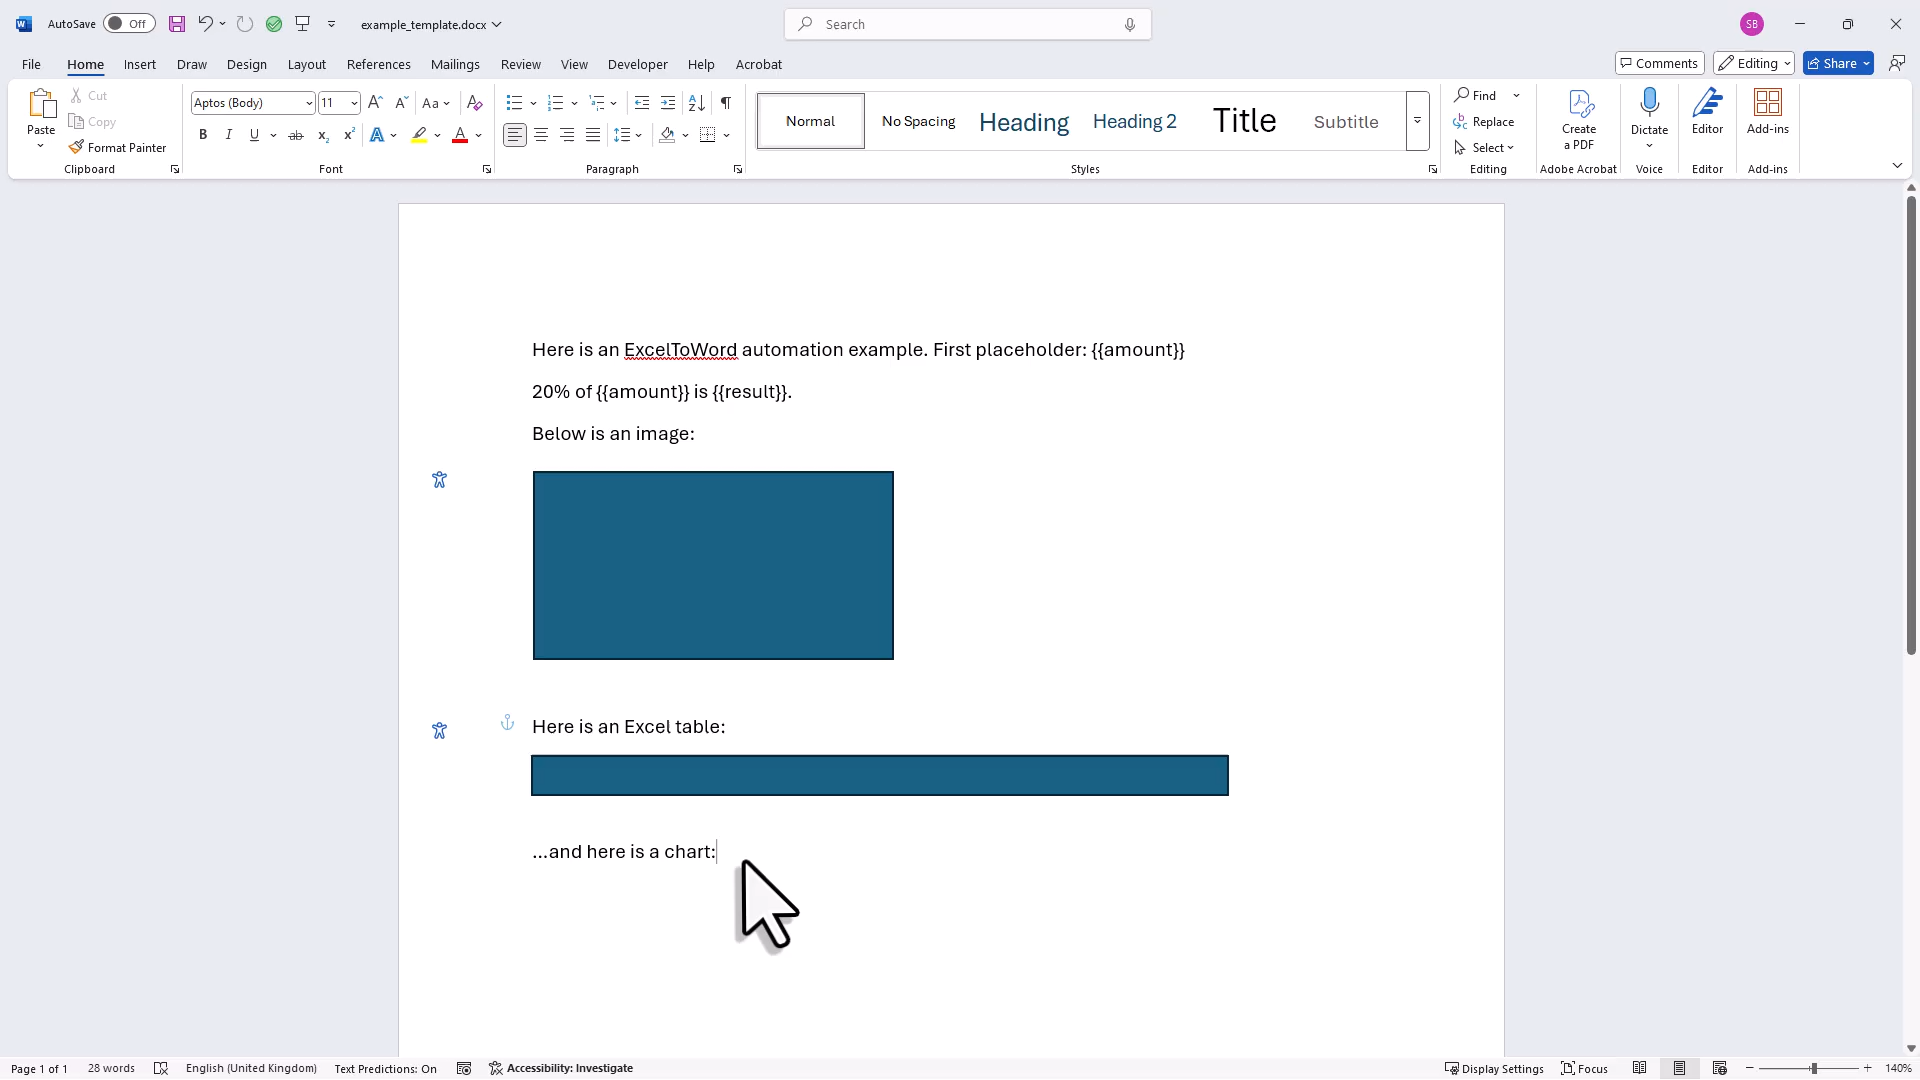 AutoSave Off example_template.docx Search SB
File Home Insert Draw Design Layout References Mailings Review View Developer Help Acrobat Comments Editing Share
Paste
Cut
Copy
Format Painter
Clipboard
Aptos (Body) 11
Font
Paragraph
Normal No Spacing Heading Heading 2 Title Subtitle
Styles
Find
Replace
Select
Editing
Create
a PDF
Adobe Acrobat
Dictate
Voice
Editor
Editor
Add-ins
Add-ins
Here is an ExcelToWord automation example. First placeholder: {{amount}}
20% of {{amount}} is {{result}}.
Below is an image:
Here is an Excel table:
...and here is a chart:
Page 1 of 1 28 words English (United Kingdom) Text Predictions: On Accessibility: Investigate Display Settings Focus 140%